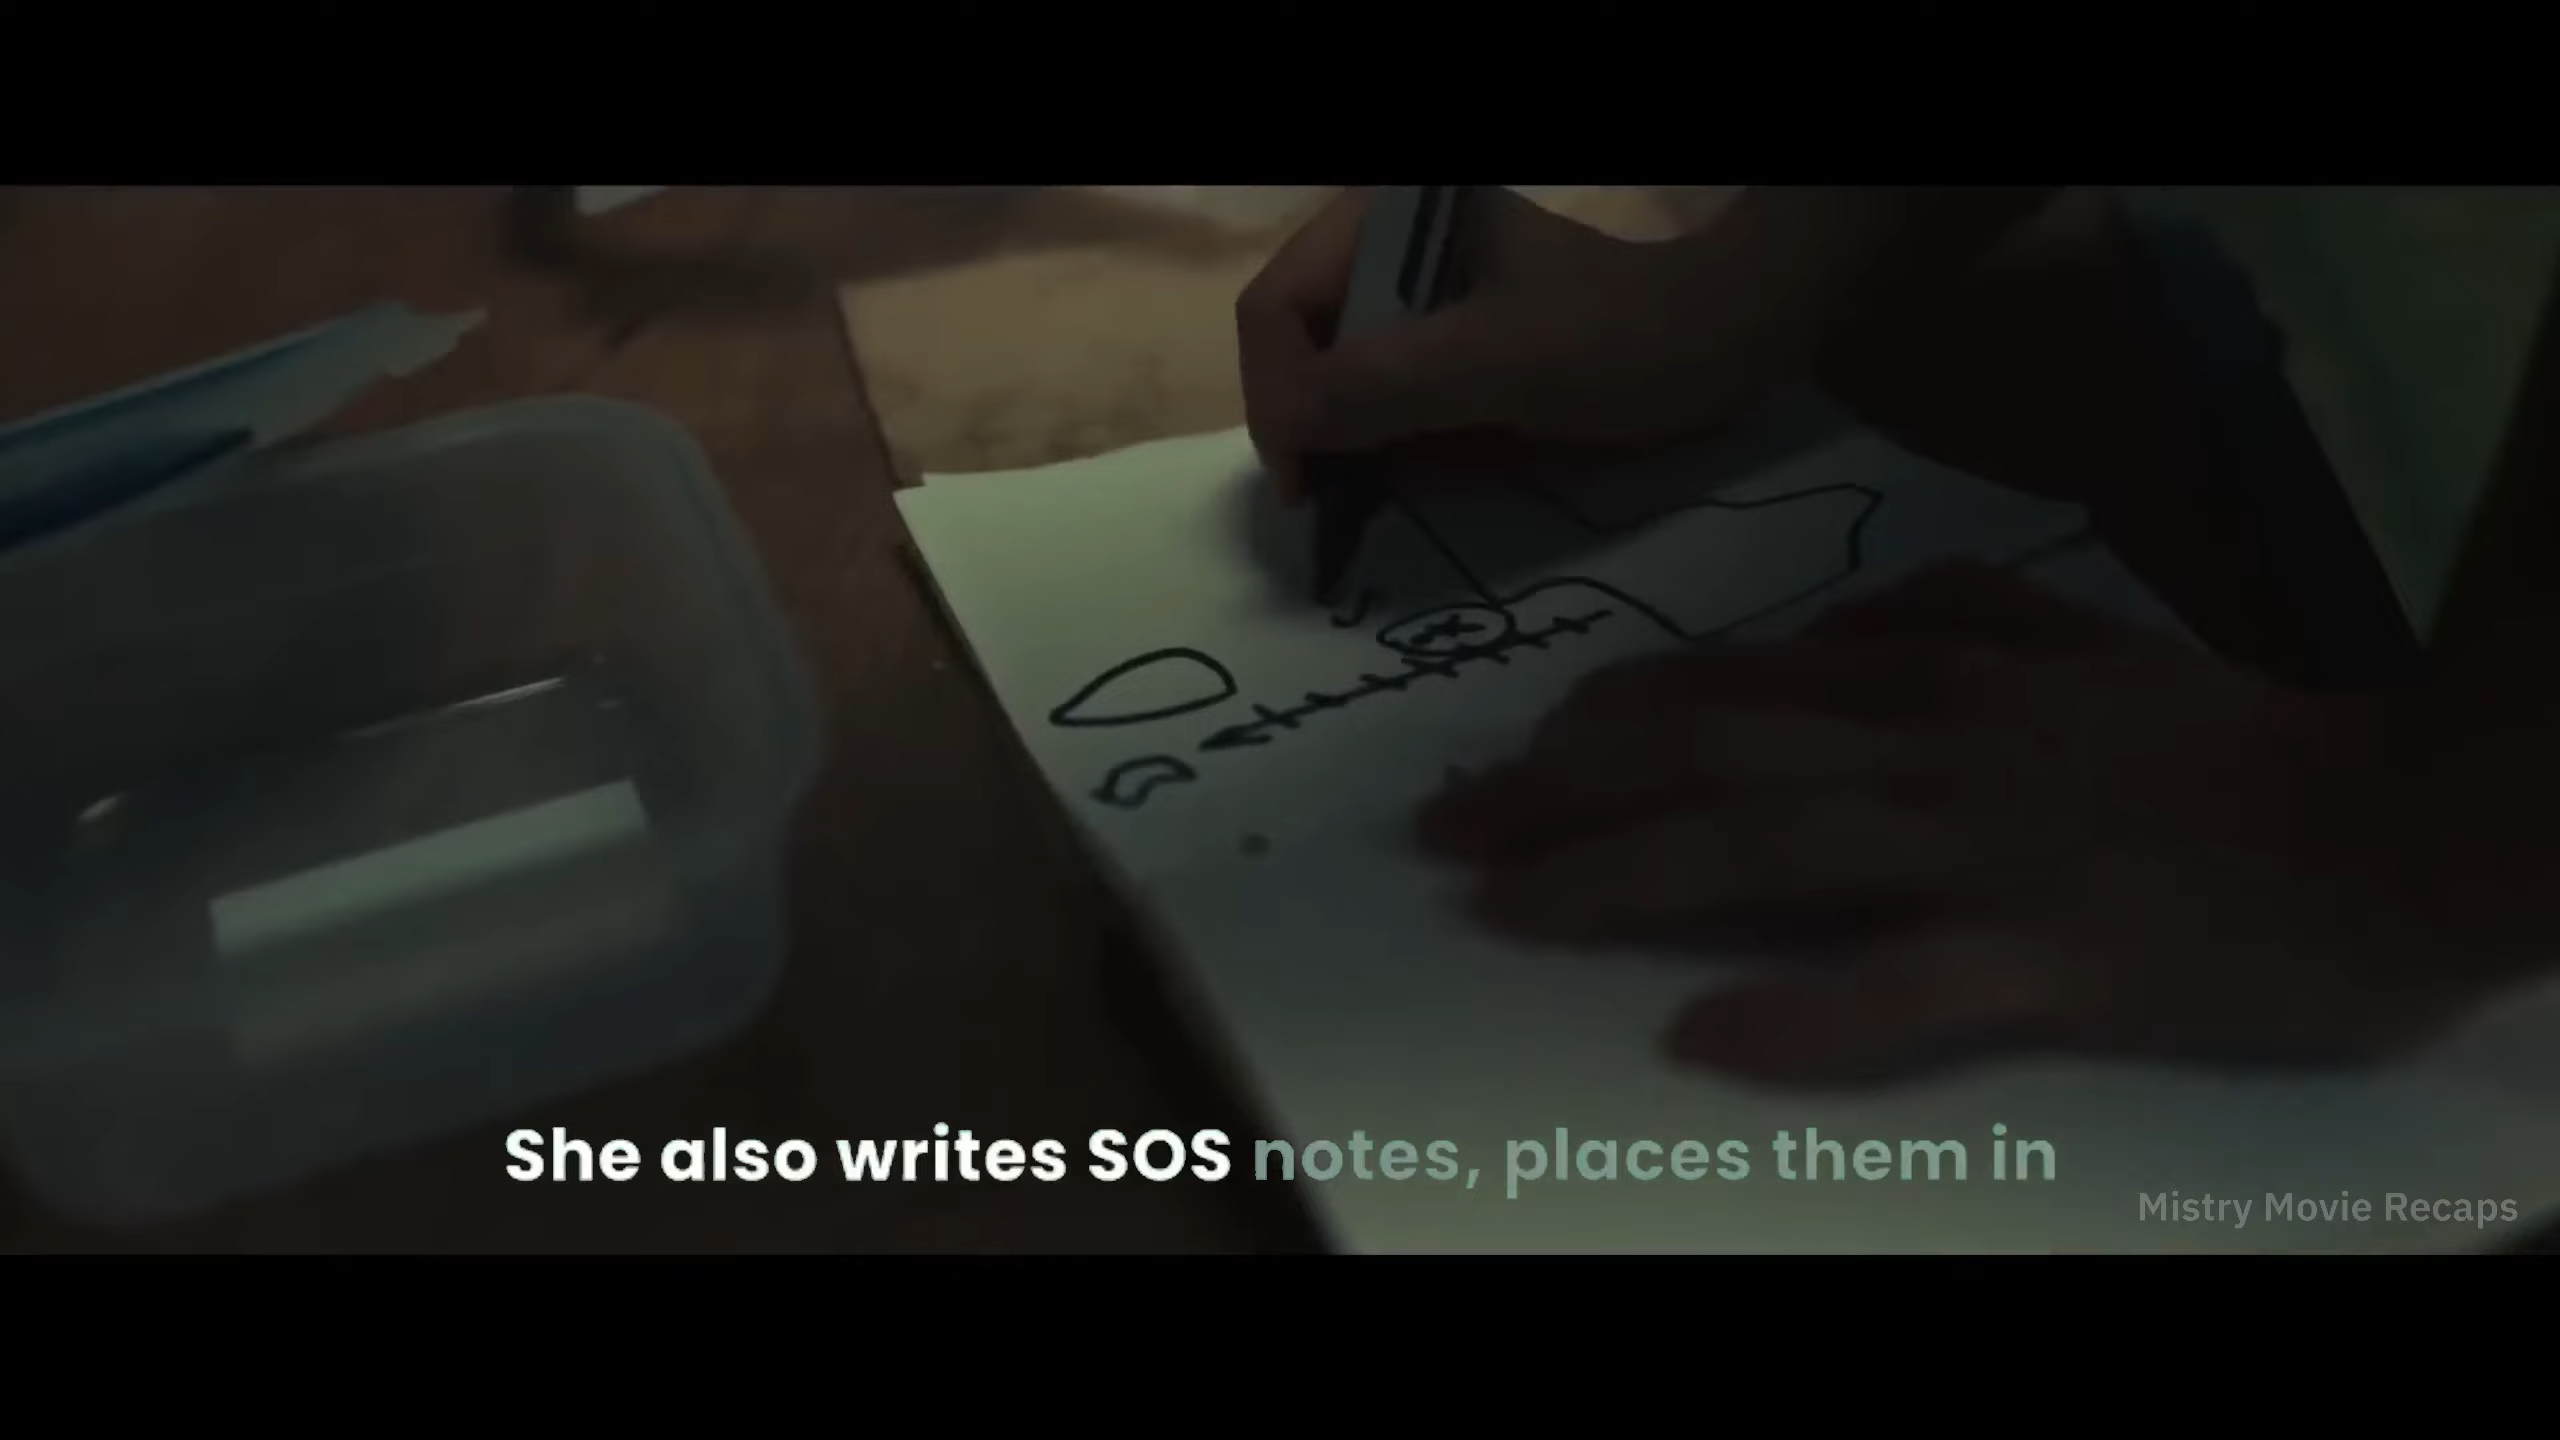 She also writes SOS notes, places them in
Mistry Movie Recaps